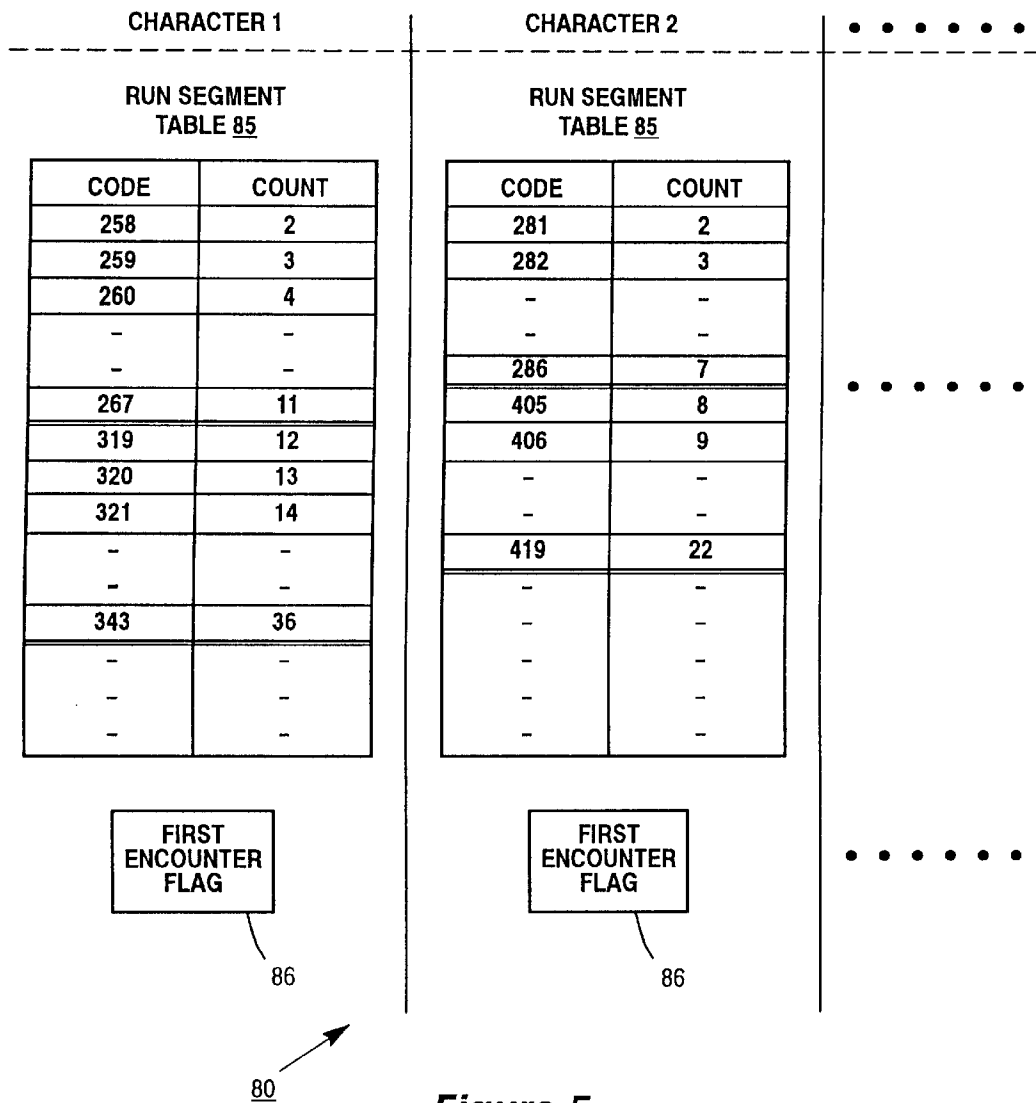 CHARACTER 1
RUN SEGMENT
TABLE 85
CODE COUNT
258 2
259 3
260 4
- -
- -
267 11
319 12
320 13
321 14
- -
- -
343 36
- -
- -
- -
FIRST
ENCOUNTER
FLAG
86
80
CHARACTER 2
RUN SEGMENT
TABLE 85
CODE COUNT
281 2
282 3
- -
- -
286 7
405 8
406 9
- -
- -
419 22
- -
- -
- -
- -
- -
FIRST
ENCOUNTER
FLAG
86